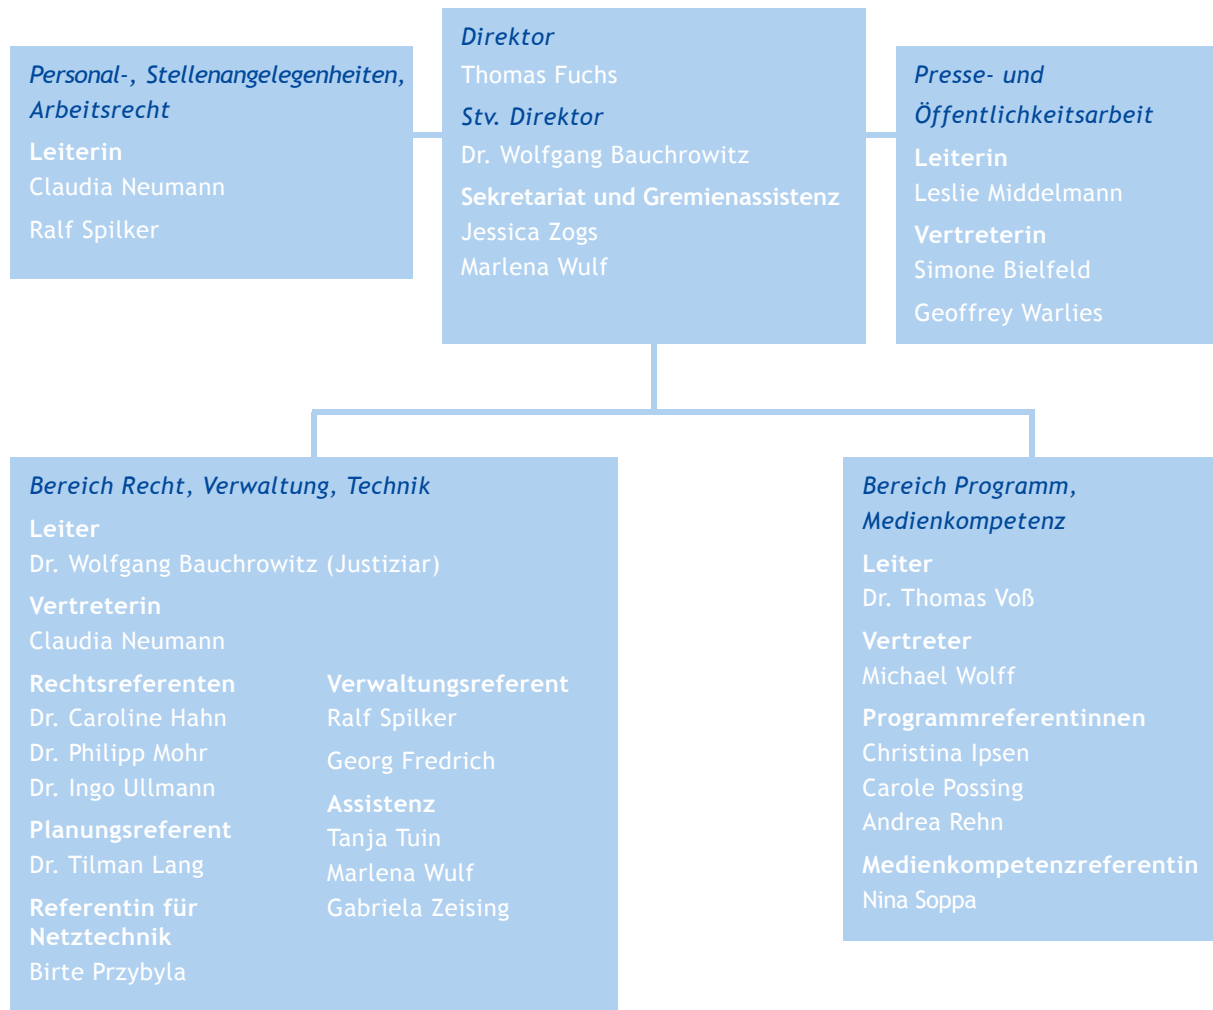 Personal-, Stellenangelegenheiten,
Arbeitsrecht
Leiterin
Claudia Neumann
Ralf Spilker
Direktor
Thomas Fuchs
Stv. Direktor
Dr. Wolfgang Bauchrowitz
Sekretariat und Gremienassistenz
Jessica Zogs
Marlena Wulf
Presse- und
Öffentlichkeitsarbeit
Leiterin
Leslie Middelmann
Vertreterin
Simone Bielfeld
Geoffrey Warlies
Bereich Recht, Verwaltung, Technik
Leiter
Dr. Wolfgang Bauchrowitz (Justiziar)
Vertreterin
Claudia Neumann
Rechtsreferenten
Dr. Caroline Hahn
Dr. Philipp Mohr
Dr. Ingo Ullmann
Planungsreferent
Dr. Tilman Lang
Referentin für
Netztechnik
Birte Przybyla
Verwaltungsreferent
Ralf Spilker
Georg Fredrich
Assistenz
Tanja Tuin
Marlena Wulf
Gabriela Zeising
Bereich Programm,
Medienkompetenz
Leiter
Dr. Thomas Voß
Vertreter
Michael Wolff
Programmreferentinnen
Christina Ipsen
Carole Possing
Andrea Rehn
Medienkompetenzreferentin
Nina Soppa